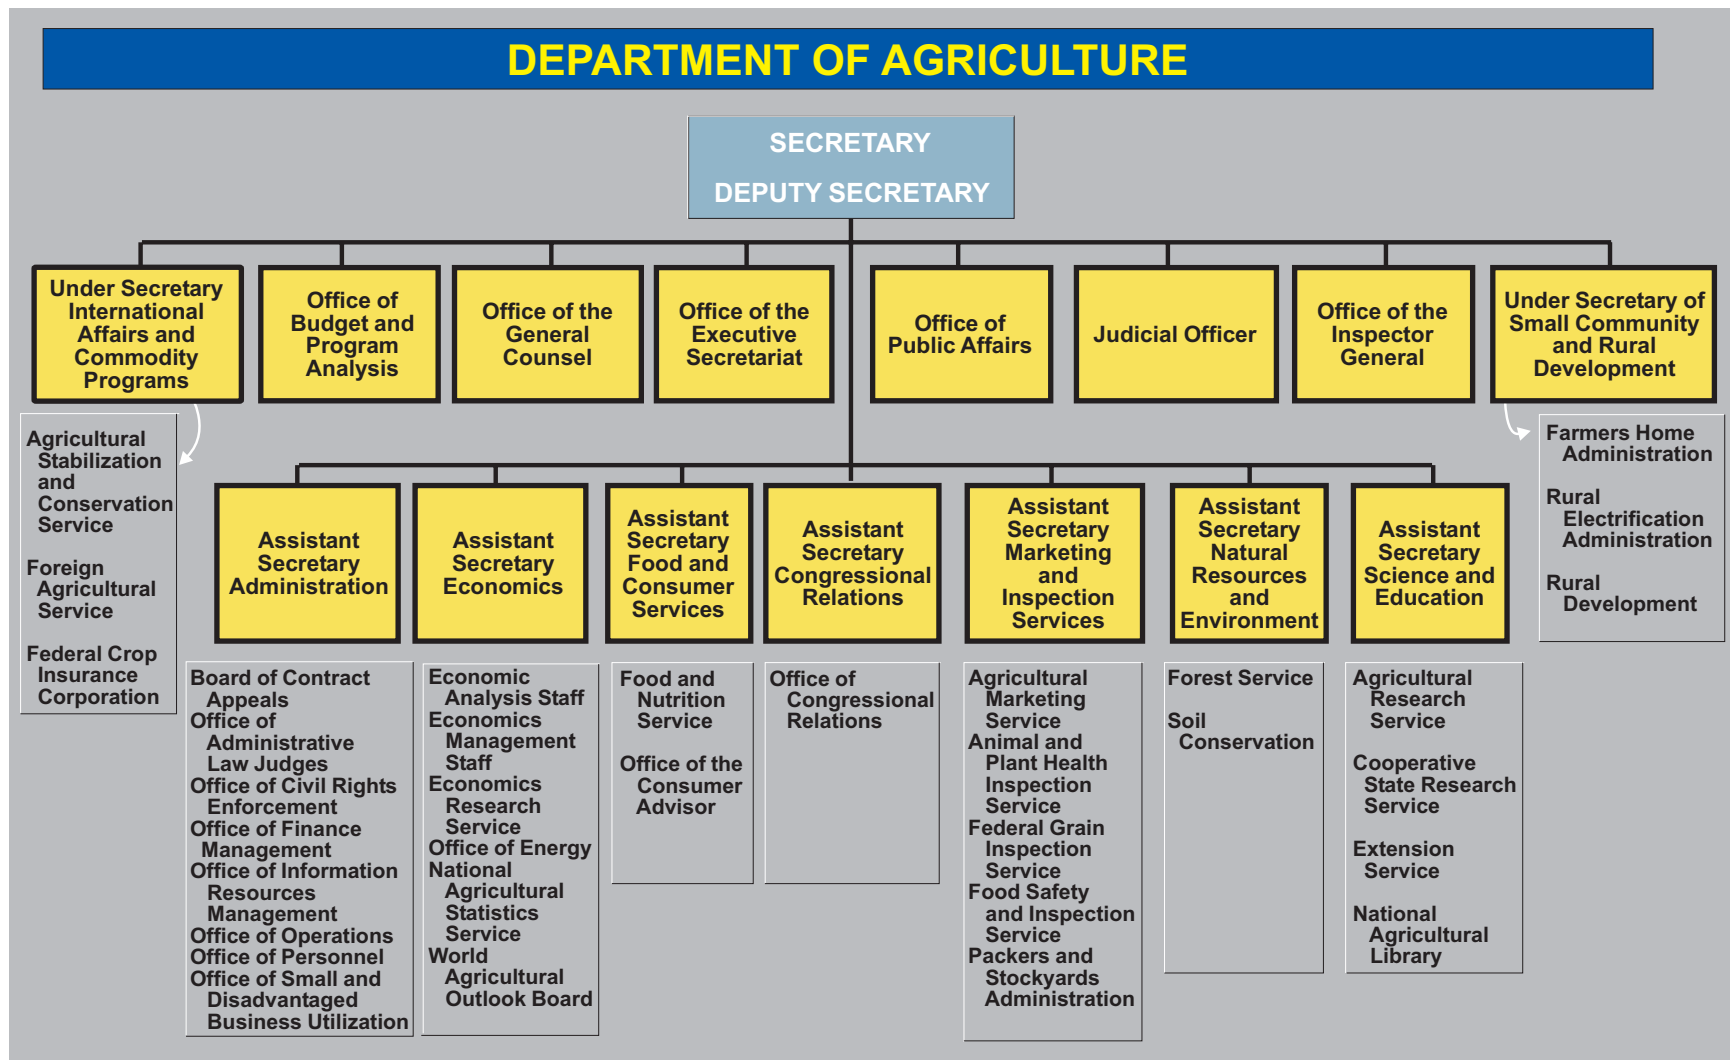 DEPARTMENT OF AGRICULTURE
SECRETARY
DEPUTY SECRETARY
Under Secretary
International
Affairs and
Commodity
Programs
Office of
Budget and
Program
Analysis
Office of the
General
Counsel
Office of the
Executive
Secretariat
Office of
Public Affairs
Judicial Officer
Office of the
Inspector
General
Under Secretary of
Small Community
and Rural
Development
Agricultural
Stabilization
and
Conservation
Service
Foreign
Agricultural
Service
Federal Crop
Insurance
Corporation
Farmers Home
Administration
Rural
Electrification
Administration
Rural
Development
Assistant
Secretary
Administration
Assistant
Secretary
Economics
Assistant
Secretary
Food and
Consumer
Services
Assistant
Secretary
Congressional
Relations
Assistant
Secretary
Marketing
and
Inspection
Services
Assistant
Secretary
Natural
Resources
and
Environment
Assistant
Secretary
Science and
Education
Board of Contract
Appeals
Office of
Administrative
Law Judges
Office of Civil Rights
Enforcement
Office of Finance
Management
Office of Information
Resources
Management
Office of Operations
Office of Personnel
Office of Small and
Disadvantaged
Business Utilization
Economic
Analysis Staff
Economics
Management
Staff
Economics
Research
Service
Office of Energy
National
Agricultural
Statistics
Service
World
Agricultural
Outlook Board
Food and
Nutrition
Service
Office of the
Consumer
Advisor
Office of
Congressional
Relations
Agricultural
Marketing
Service
Animal and
Plant Health
Inspection
Service
Federal Grain
Inspection
Service
Food Safety
and Inspection
Service
Packers and
Stockyards
Administration
Forest Service
Soil
Conservation
Agricultural
Research
Service
Cooperative
State Research
Service
Extension
Service
National
Agricultural
Library